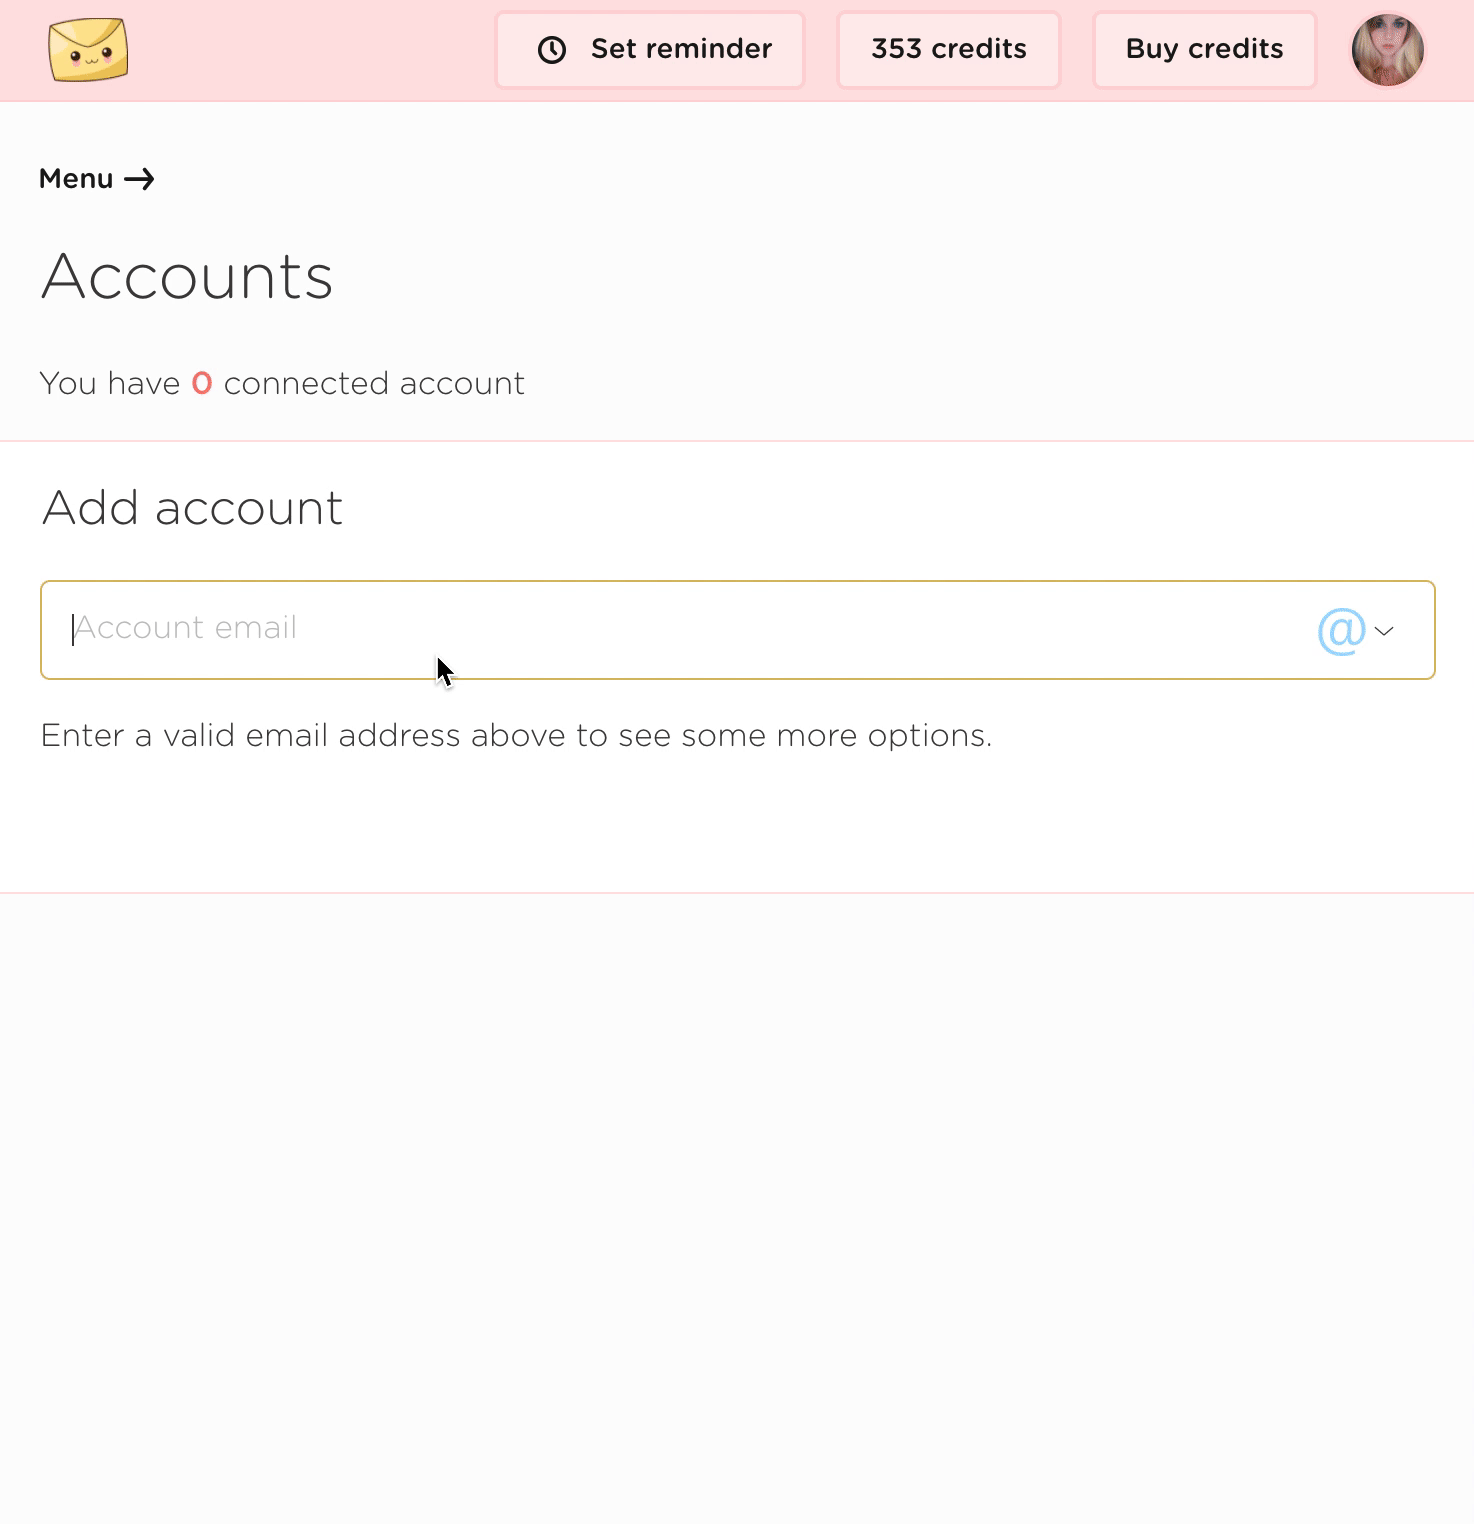 Set reminder
353 credits
Buy credits
Menu
Accounts
You have 0 connected account
Add account
Account email
@
Enter a valid email address above to see some more options.